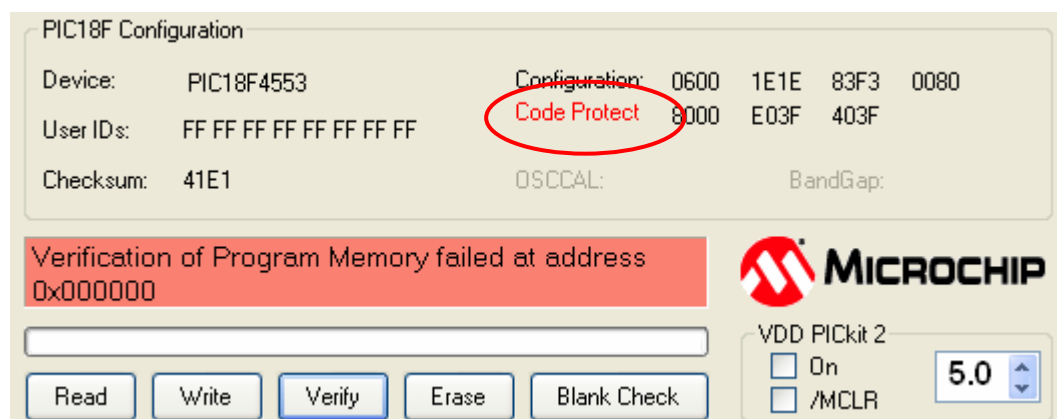 PIC18F Configuration
Device: PIC18F4553 Configuration: 0600 1E1E 83F3 0080
User IDs: FF FF FF FF FF FF FF FF Code Protect 8000 E03F 403F
Checksum: 41E1 OSCCAL: BandGap:
Verification of Program Memory failed at address
0x000000
MICROCHIP
VDD PICkit 2
On
/MCLR
5.0
Read Write Verify Erase Blank Check